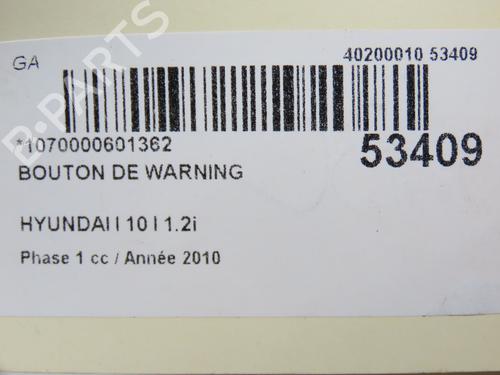 GA
40200010 53409
*1070000601362
53409
BOUTON DE WARNING
HYUNDAI I 10 I 1.2i
Phase 1 cc / Année 2010
B-PARTS